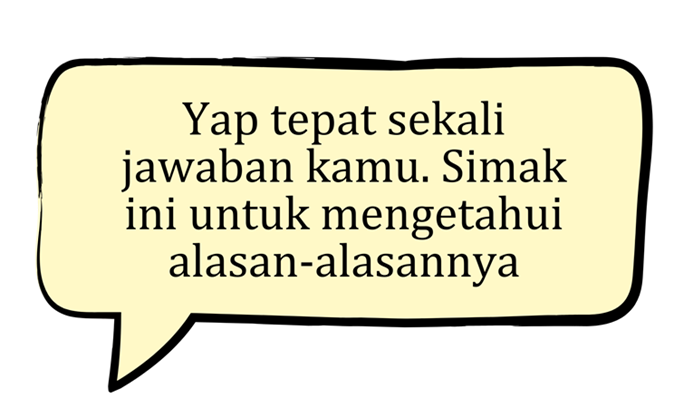 Yap tepat sekali
jawaban kamu. Simak
ini untuk mengetahui
alasan-alasannya